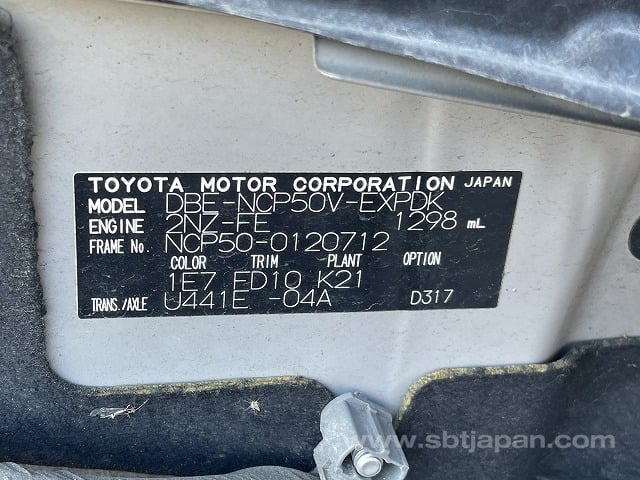 TOYOTA MOTOR CORPORATION JAPAN
MODEL DBE-NCP50V-EXPDK
ENGINE 2NZ-FE 1298 mL
FRAME No. NCP50-0120712
COLOR TRIM PLANT OPTION
1E7 FD10 K21
TRANS./AXLE U441E -04A D317
www.sbtjapan.com